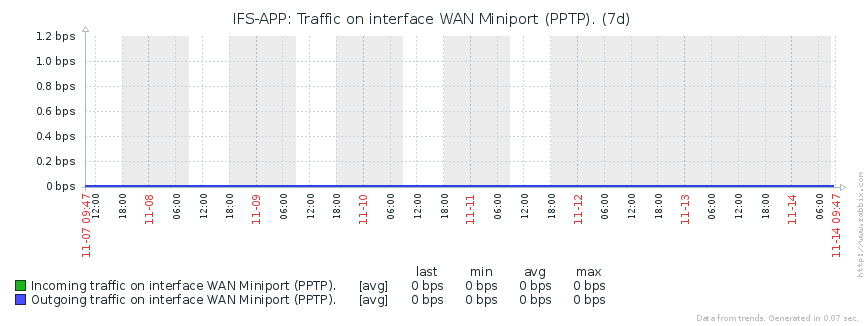 IFS-APP: Traffic on interface WAN Miniport (PPTP). (7d)
1.2 bps
1.0 bps
0.8 bps
0.6 bps
0.4 bps
0.2 bps
0 bps
11-07 09:47
12:00
18:00
11-08
06:00
12:00
18:00
11-09
06:00
12:00
18:00
11-10
06:00
12:00
18:00
11-11
06:00
12:00
18:00
11-12
06:00
12:00
18:00
11-13
06:00
12:00
18:00
11-14
06:00
11-14 09:47
http://www.zabbix.com
last min avg max
Incoming traffic on interface WAN Miniport (PPTP). [avg] 0 bps 0 bps 0 bps 0 bps
Outgoing traffic on interface WAN Miniport (PPTP). [avg] 0 bps 0 bps 0 bps 0 bps
Data from trends. Generated in 0.07 sec.